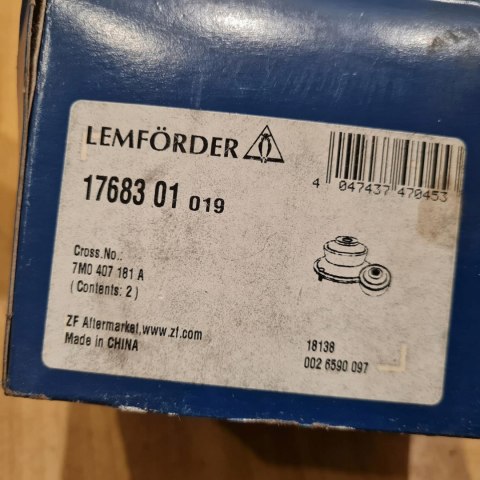 LEMFÖRDER
4 047437 470453
17683 01 019
Cross.No.:
7M0 407 181 A
( Contents: 2 )
ZF Aftermarket,www.zf.com
Made in CHINA
18138
002 6590 097